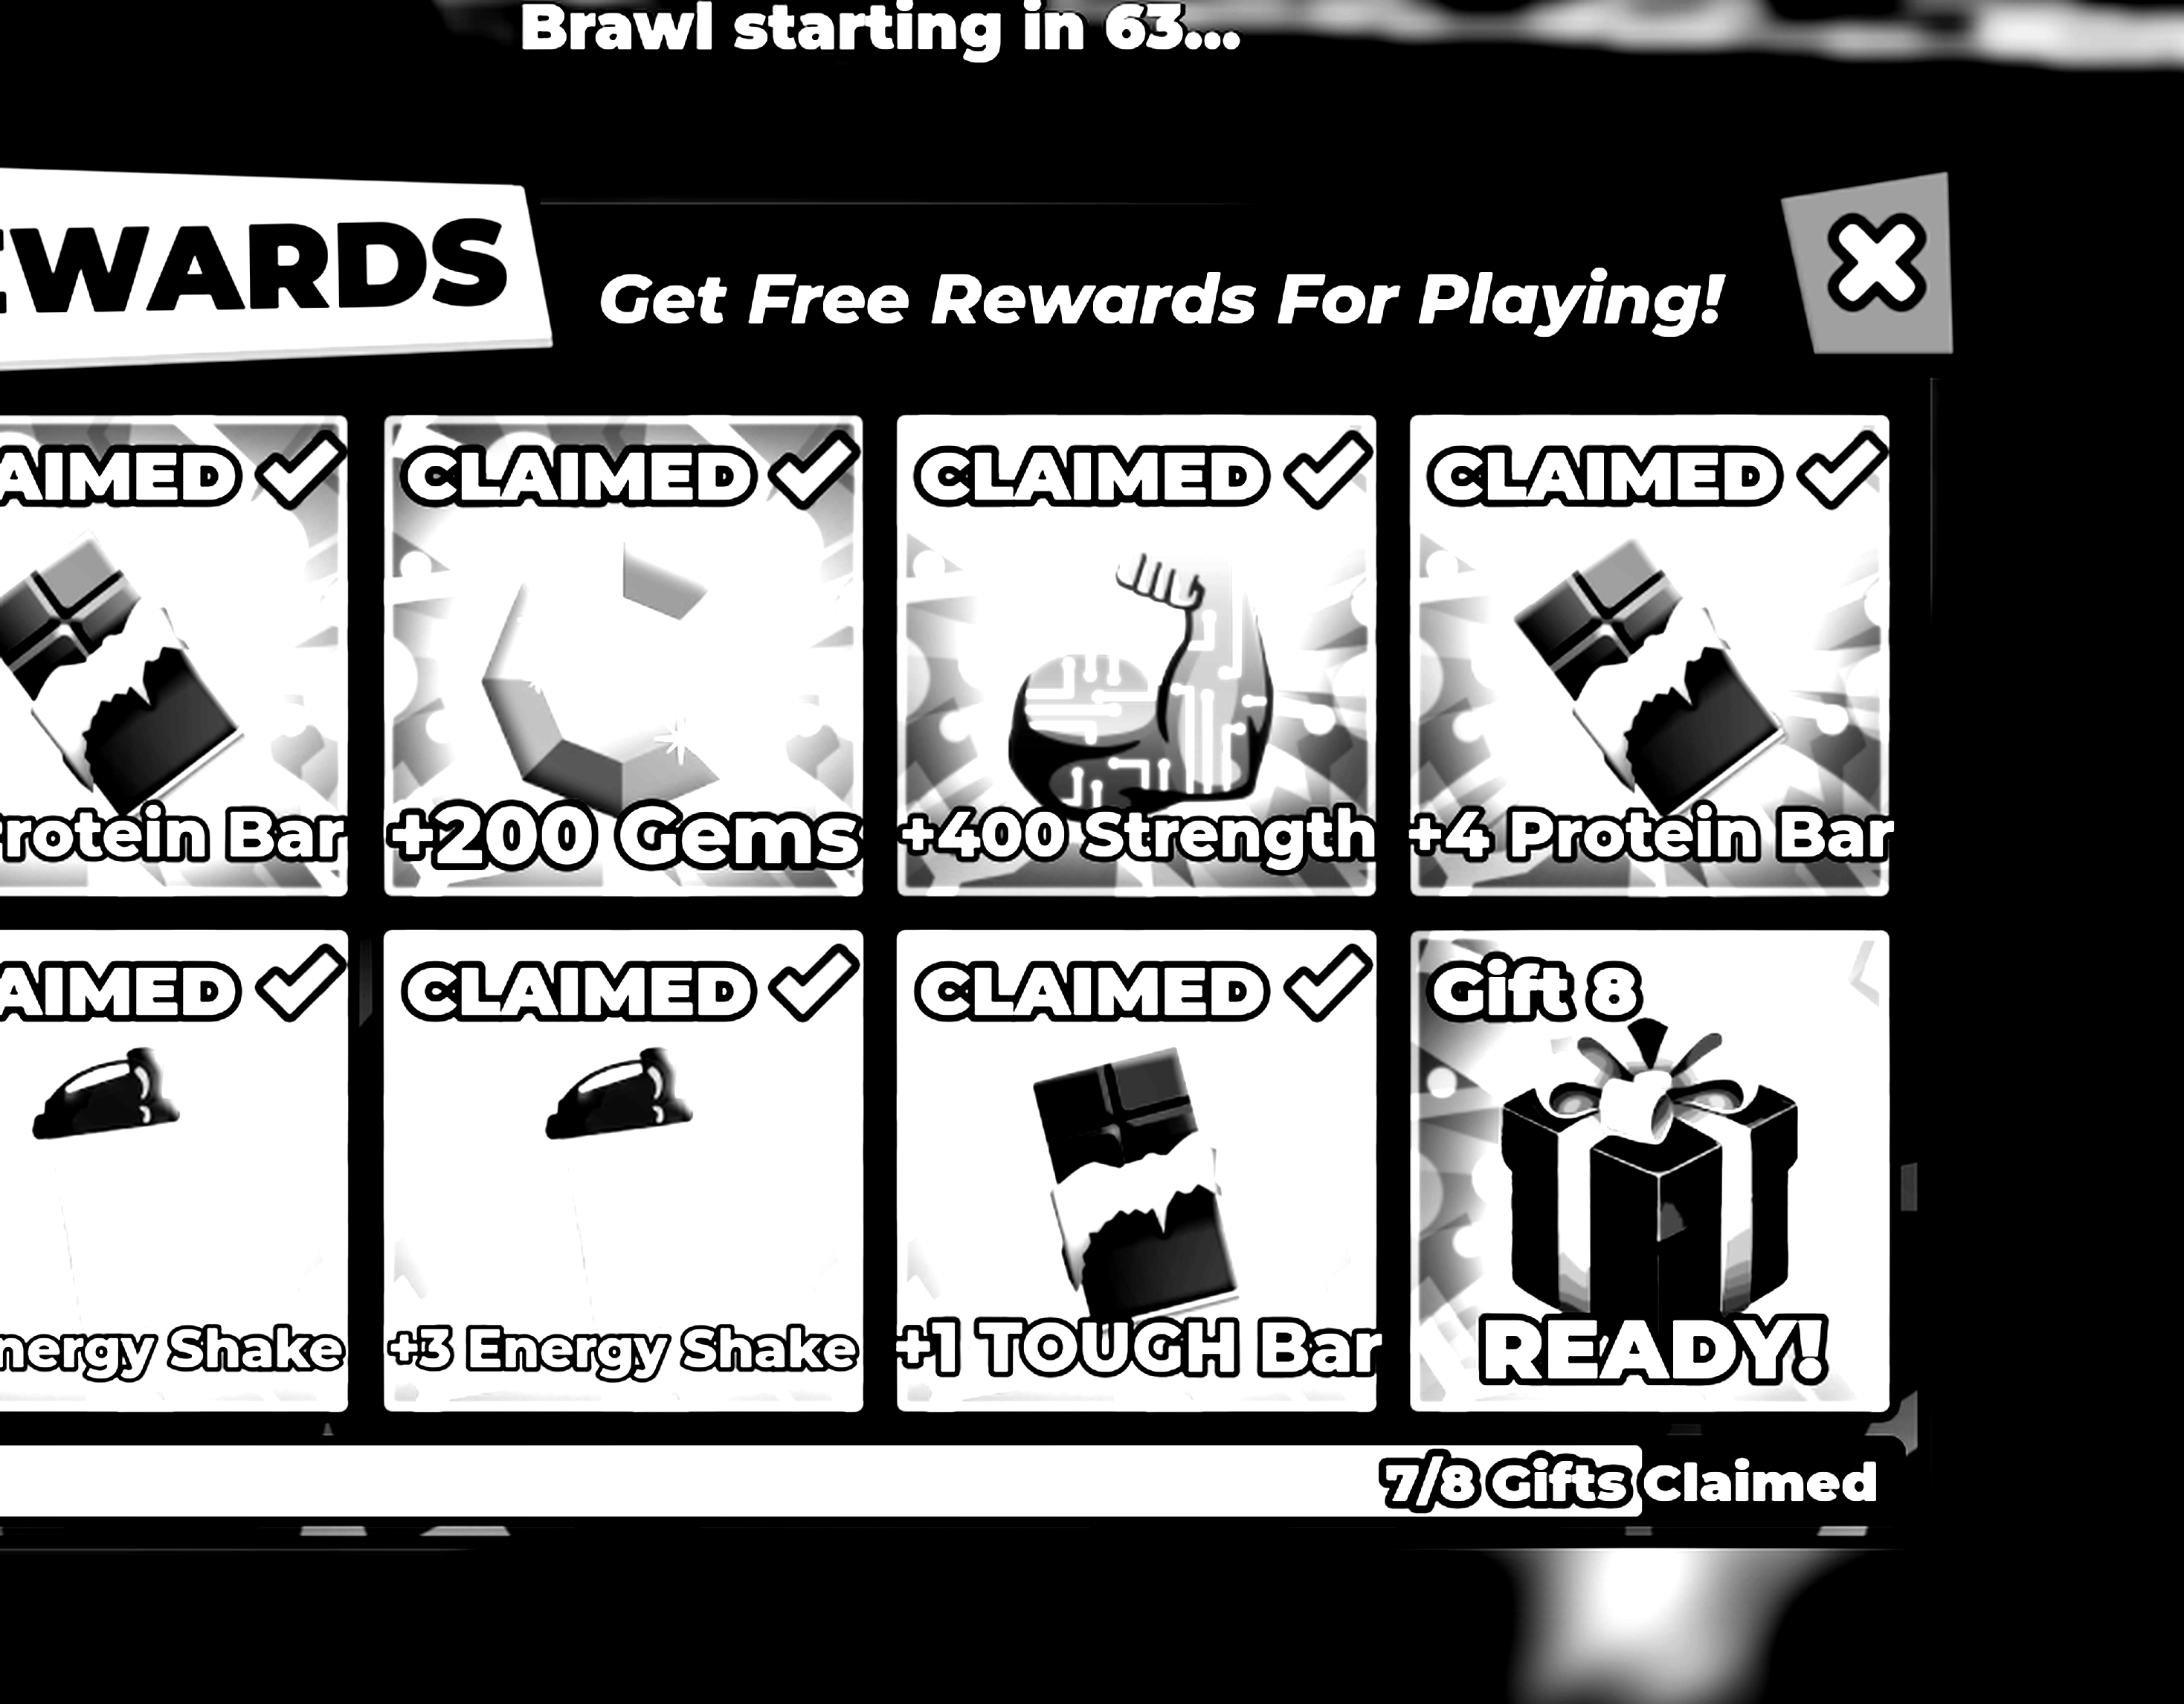 Brawl starting in 63...
EWARDS
Get Free Rewards For Playing!
AIMED
CLAIMED
CLAIMED
CLAIMED
rotein Bar
+200 Gems
+400 Strength
+4 Protein Bar
AIMED
CLAIMED
CLAIMED
Gift 8
nergy Shake
+3 Energy Shake
+1 TOUGH Bar
READY!
7/8 Gifts Claimed